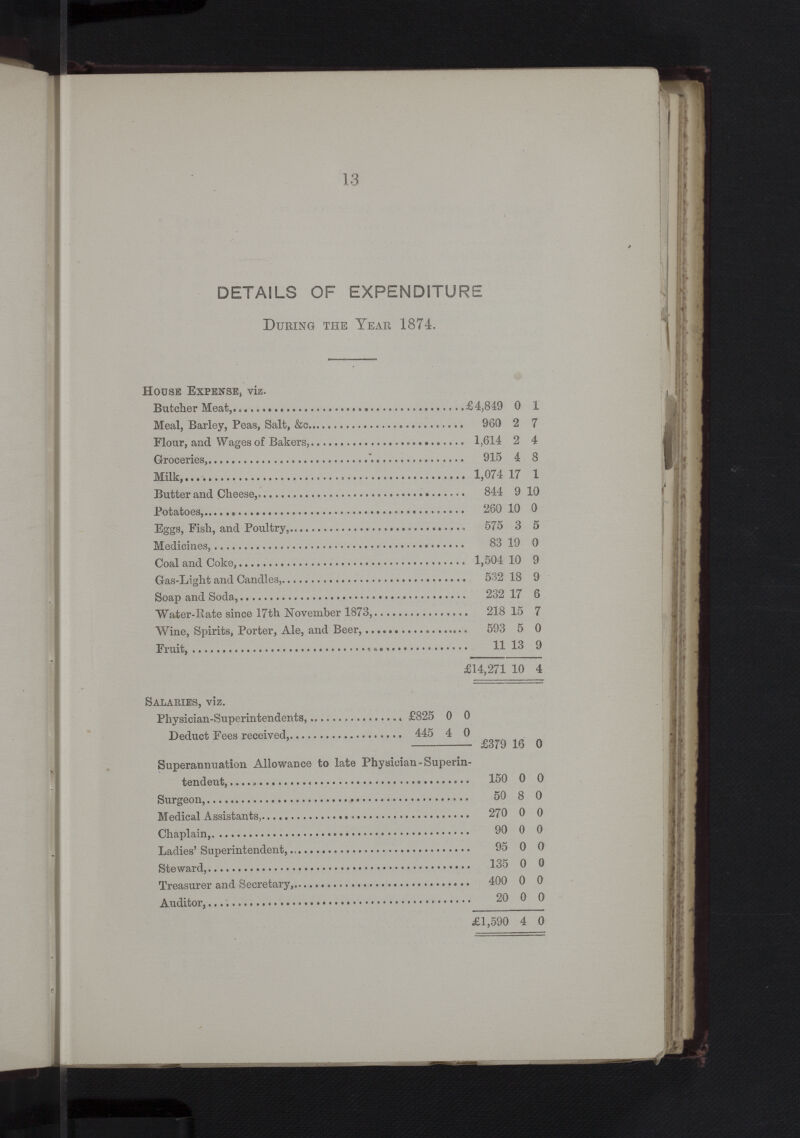 13
DETAILS OF EXPENDITURE
DURING THE YEAR 1874.
HOUSE EXPENSE, viz.
Butcher Meat,........................................£4,849 0 1
Meal, Barley, Peas, Salt, &c........................... 960 2 7
Flour, and Wages of Bakers,........................... 1,614 2 4
Groceries,............................................ 915 4 8
Milk,................................................. 1,074 17 1
Butter and Cheese,.................................... 844 9 10
Potatoes,............................................. 260 10 0
Eggs, Fish, and Poultry,.............................. 575 3 5
Medicines,............................................ 83 19 0
Coal and Coke,........................................ 1,504 10 9
Gas-Light and Candles,................................ 532 18 9
Soap and Soda,........................................ 232 17 6
Water-Rate since 17th November 1873,................ 218 15 7
Wine, Spirits, Porter, Ale, and Beer,.................. 593 5 0
Fruit,................................................ 11 13 9
£14,271 10 4
SALARIES, viz.
Physician-Superintendents,................ £825 0 0
Deduct Fees received,................... 445 4 0
£379 16 0
Superannuation Allowance to late Physician-Superin-
tendent,......................................... 150 0 0
Surgeon,.............................................. 50 8 0
Medical Assistants,................................... 270 0 0
Chaplain,............................................. 90 0 0
Ladies' Superintendent,............................... 95 0 0
Steward,.............................................. 135 0 0
Treasurer and Secretary,.............................. 400 0 0
Auditor,.............................................. 20 0 0
£1,590 4 0